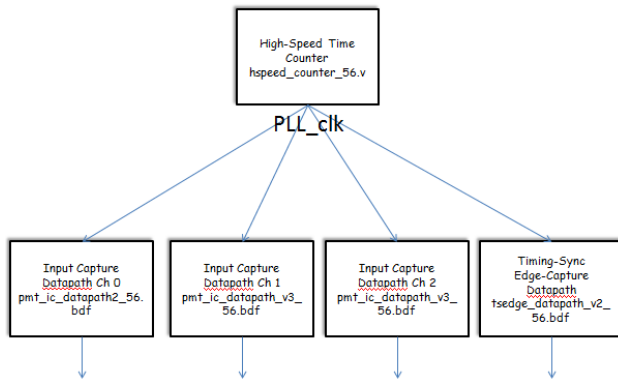 High-Speed Time
Counter
hspeed_counter_56.v
PLL_clk
Input Capture
Datapath Ch 0
pmt_ic_datapath2_56.
bdf
Input Capture
Datapath Ch 1
pmt_ic_datapath_v3_
56.bdf
Input Capture
Datapath Ch 2
pmt_ic_datapath_v3_
56.bdf
Timing-Sync
Edge-Capture
Datapath
tsedge_datapath_v2_
56.bdf